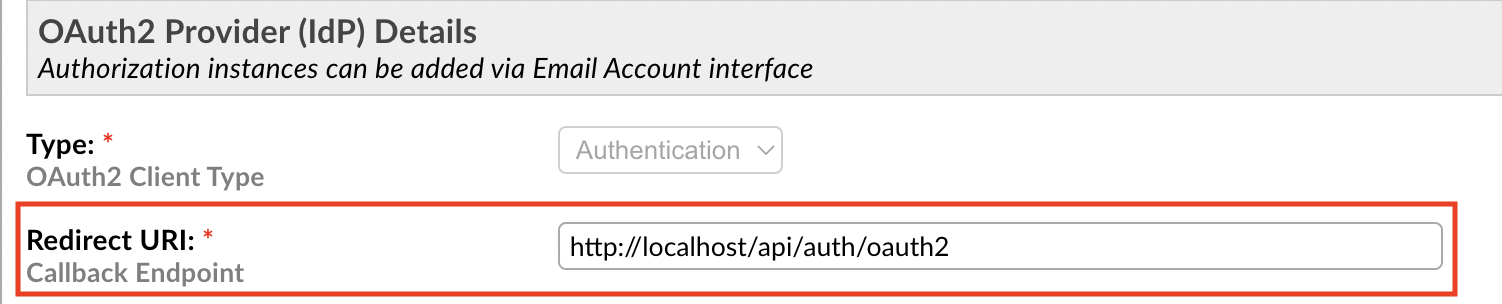 OAuth2 Provider (IdP) Details
Authorization instances can be added via Email Account interface
Type: *
Authentication
OAuth2 Client Type
Redirect URI: *
http://localhost/api/auth/oauth2
Callback Endpoint